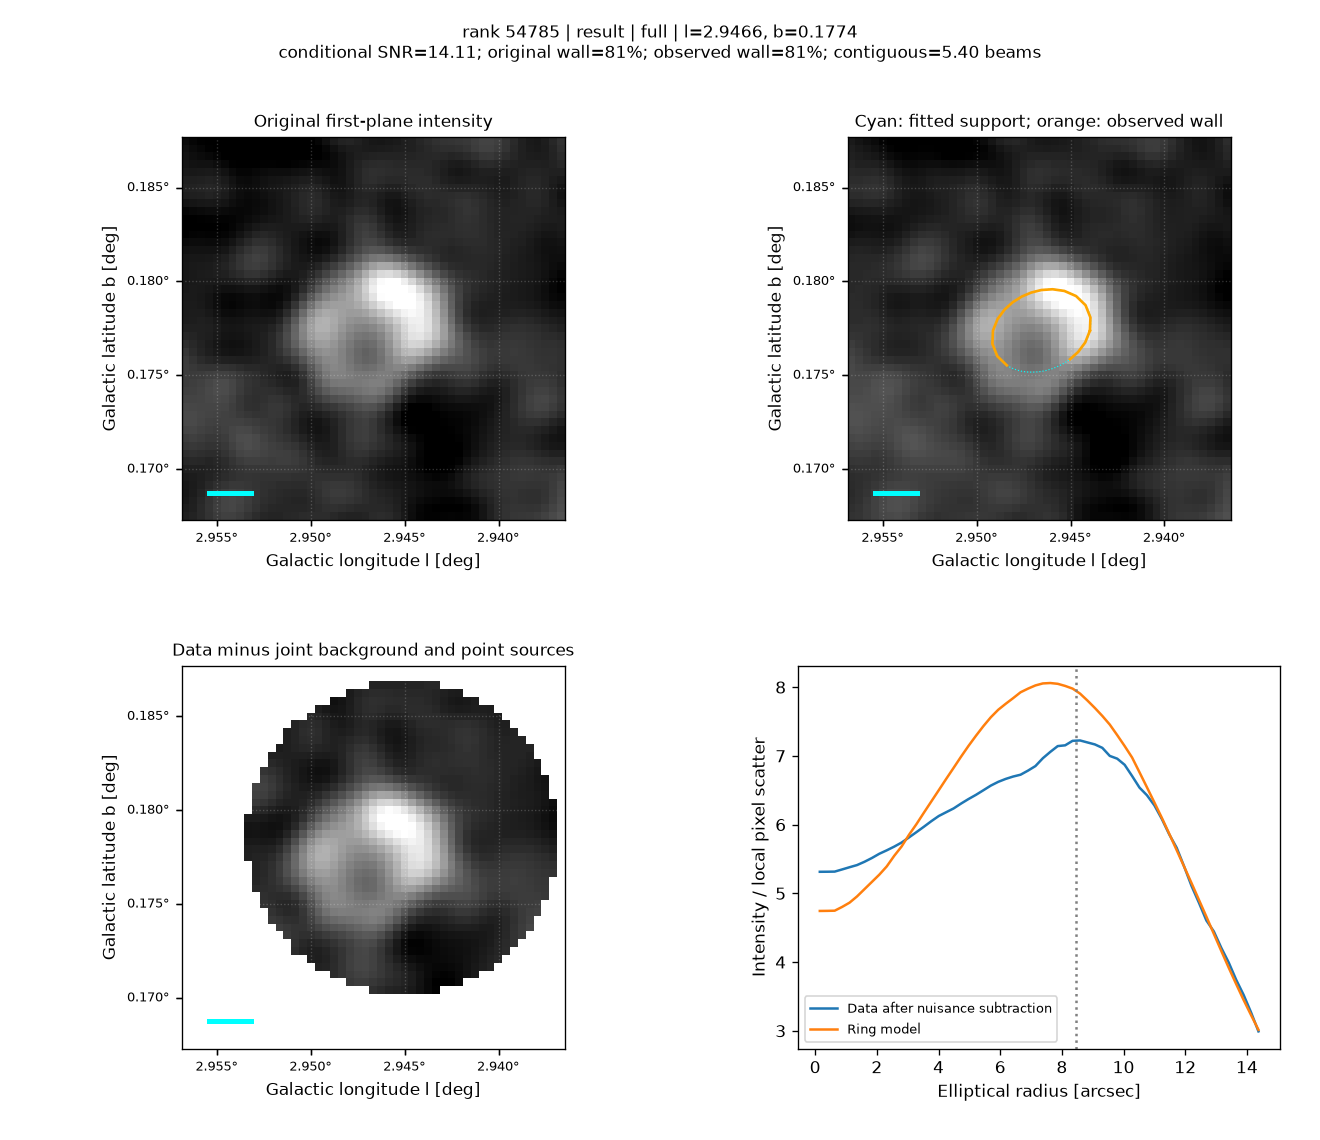 rank 54785 | result | full | l=2.9466, b=0.1774
conditional SNR=14.11; original wall=81%; observed wall=81%; contiguous=5.40 beams
Original first-plane intensity
0.185°
0.180°
0.175°
0.170°
Galactic latitude b [deg]
2.955°
2.950°
2.945°
2.940°
Galactic longitude l [deg]
Cyan: fitted support; orange: observed wall
0.185°
0.180°
0.175°
0.170°
Galactic latitude b [deg]
2.955°
2.950°
2.945°
2.940°
Galactic longitude l [deg]
Data minus joint background and point sources
0.185°
0.180°
0.175°
0.170°
Galactic latitude b [deg]
2.955°
2.950°
2.945°
2.940°
Galactic longitude l [deg]
8
7
6
5
4
3
Intensity / local pixel scatter
Data after nuisance subtraction
Ring model
0
2
4
6
8
10
12
14
Elliptical radius [arcsec]